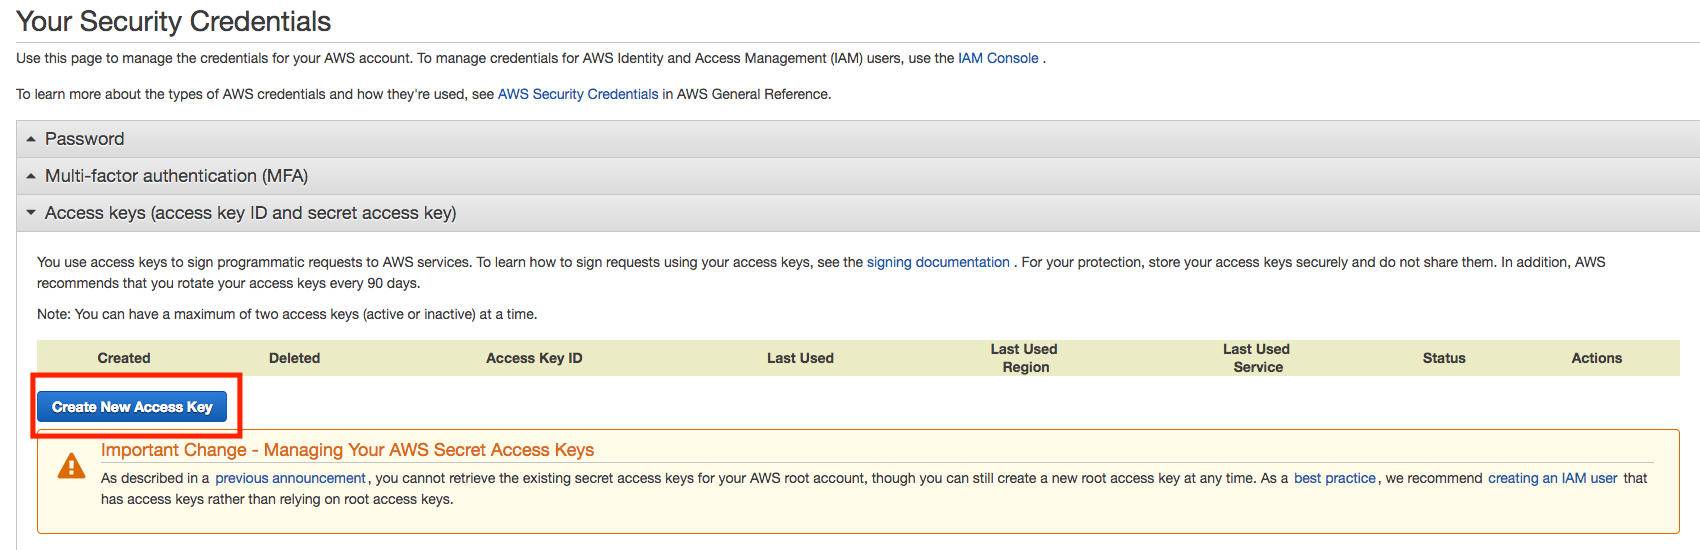 Your Security Credentials
Use this page to manage the credentials for your AWS account. To manage credentials for AWS Identity and Access Management (IAM) users, use the IAM Console .
To learn more about the types of AWS credentials and how they're used, see AWS Security Credentials in AWS General Reference.
Password
Multi-factor authentication (MFA)
Access keys (access key ID and secret access key)
You use access keys to sign programmatic requests to AWS services. To learn how to sign requests using your access keys, see the signing documentation . For your protection, store your access keys securely and do not share them. In addition, AWS
recommends that you rotate your access keys every 90 days.
Note: You can have a maximum of two access keys (active or inactive) at a time.
Created Deleted Access Key ID Last Used Last Used Region Last Used Service Status Actions
Create New Access Key
Important Change - Managing Your AWS Secret Access Keys
As described in a previous announcement, you cannot retrieve the existing secret access keys for your AWS root account, though you can still create a new root access key at any time. As a best practice, we recommend creating an IAM user that
has access keys rather than relying on root access keys.